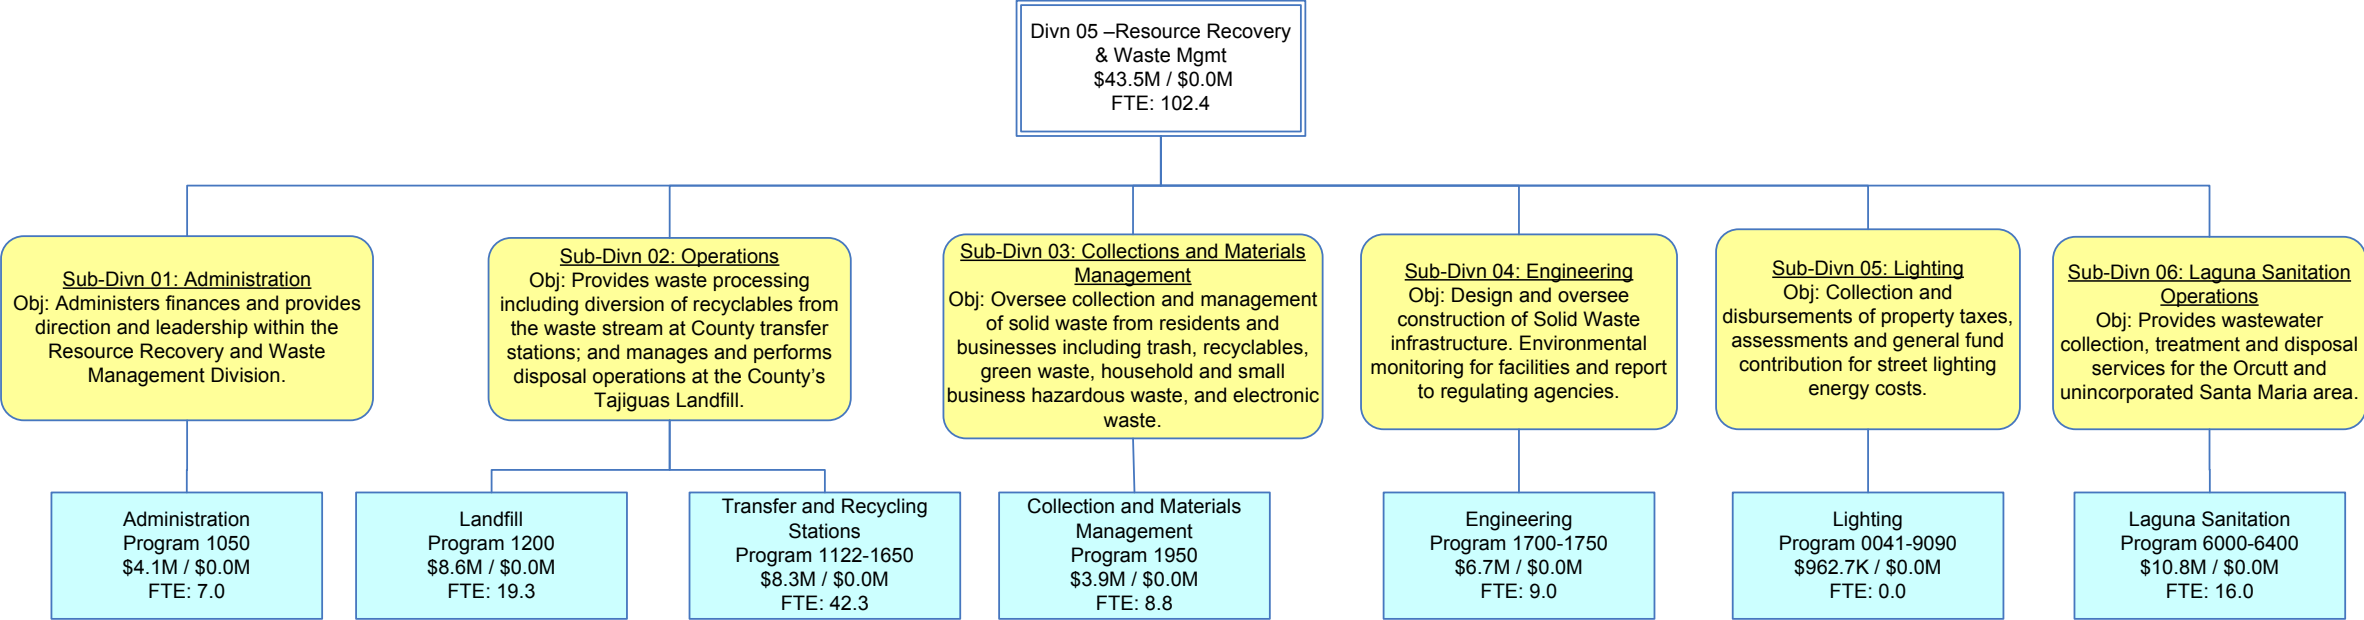 Divn 05 –Resource Recovery
& Waste Mgmt
$43.5M / $0.0M
FTE: 102.4
Sub-Divn 01: Administration
Obj: Administers finances and provides
direction and leadership within the
Resource Recovery and Waste
Management Division.
Sub-Divn 02: Operations
Obj: Provides waste processing
including diversion of recyclables from
the waste stream at County transfer
stations; and manages and performs
disposal operations at the County’s
Tajiguas Landfill.
Sub-Divn 03: Collections and Materials
Management
Obj: Oversee collection and management
of solid waste from residents and
businesses including trash, recyclables,
green waste, household and small
business hazardous waste, and electronic
waste.
Sub-Divn 04: Engineering
Obj: Design and oversee
construction of Solid Waste
infrastructure. Environmental
monitoring for facilities and report
to regulating agencies.
Sub-Divn 05: Lighting
Obj: Collection and
disbursements of property taxes,
assessments and general fund
contribution for street lighting
energy costs.
Sub-Divn 06: Laguna Sanitation
Operations
Obj: Provides wastewater
collection, treatment and disposal
services for the Orcutt and
unincorporated Santa Maria area.
Administration
Program 1050
$4.1M / $0.0M
FTE: 7.0
Landfill
Program 1200
$8.6M / $0.0M
FTE: 19.3
Transfer and Recycling
Stations
Program 1122-1650
$8.3M / $0.0M
FTE: 42.3
Collection and Materials
Management
Program 1950
$3.9M / $0.0M
FTE: 8.8
Engineering
Program 1700-1750
$6.7M / $0.0M
FTE: 9.0
Lighting
Program 0041-9090
$962.7K / $0.0M
FTE: 0.0
Laguna Sanitation
Program 6000-6400
$10.8M / $0.0M
FTE: 16.0